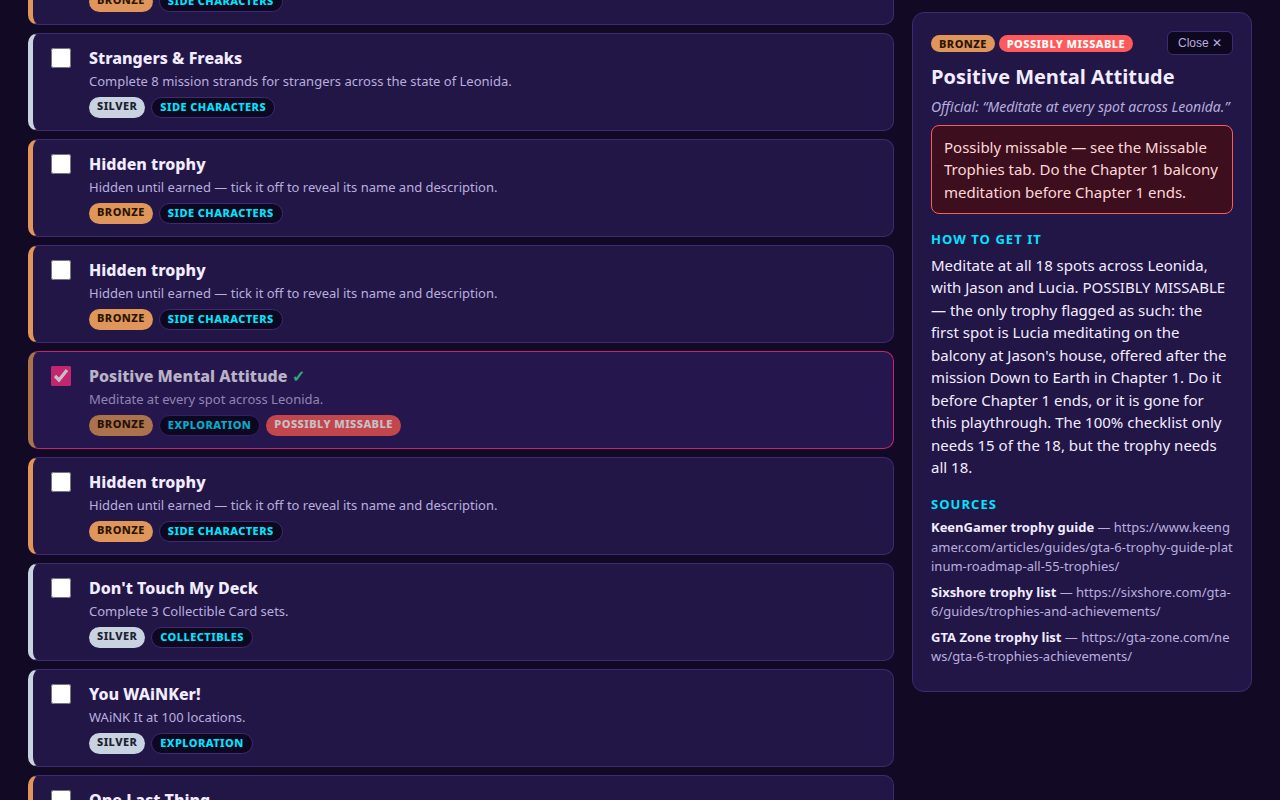 BRONZE SIDE CHARACTERS
Strangers & Freaks
Complete 8 mission strands for strangers across the state of Leonida.
SILVER SIDE CHARACTERS
Hidden trophy
Hidden until earned — tick it off to reveal its name and description.
BRONZE SIDE CHARACTERS
Hidden trophy
Hidden until earned — tick it off to reveal its name and description.
BRONZE SIDE CHARACTERS
Positive Mental Attitude ✓
Meditate at every spot across Leonida.
BRONZE EXPLORATION POSSIBLY MISSABLE
Hidden trophy
Hidden until earned — tick it off to reveal its name and description.
BRONZE SIDE CHARACTERS
Don't Touch My Deck
Complete 3 Collectible Card sets.
SILVER COLLECTIBLES
You WAiNKer!
WAiNK It at 100 locations.
SILVER EXPLORATION
One Last Thing
BRONZE POSSIBLY MISSABLE Close ✕
Positive Mental Attitude
Official: “Meditate at every spot across Leonida.”
Possibly missable — see the Missable
Trophies tab. Do the Chapter 1 balcony
meditation before Chapter 1 ends.
HOW TO GET IT
Meditate at all 18 spots across Leonida,
with Jason and Lucia. POSSIBLY MISSABLE
— the only trophy flagged as such: the
first spot is Lucia meditating on the
balcony at Jason's house, offered after the
mission Down to Earth in Chapter 1. Do it
before Chapter 1 ends, or it is gone for
this playthrough. The 100% checklist only
needs 15 of the 18, but the trophy needs
all 18.
SOURCES
KeenGamer trophy guide — https://www.keeng
amer.com/articles/guides/gta-6-trophy-guide-plat
inum-roadmap-all-55-trophies/
Sixshore trophy list — https://sixshore.com/gta-
6/guides/trophies-and-achievements/
GTA Zone trophy list — https://gta-zone.com/ne
ws/gta-6-trophies-achievements/